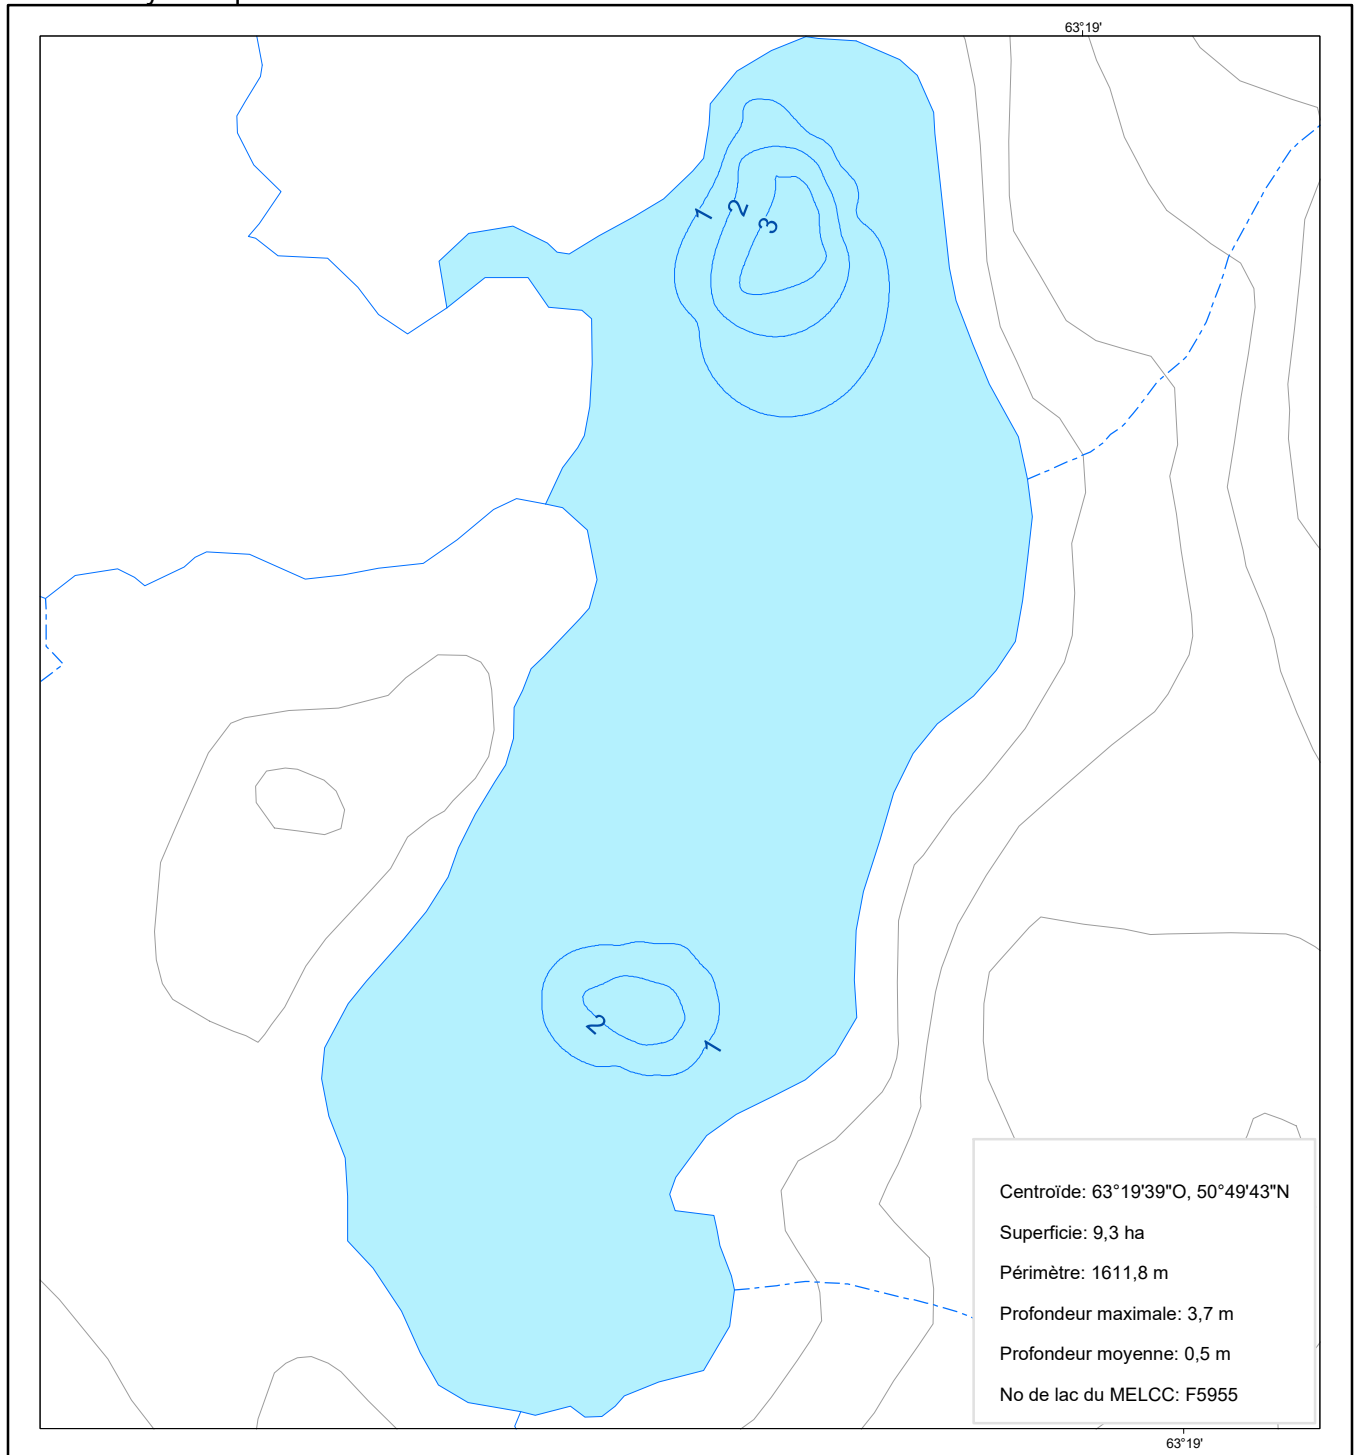 63°19'
1
2
3
2
1
Centroïde: 63°19'39"O, 50°49'43"N
Superficie: 9,3 ha
Périmètre: 1611,8 m
Profondeur maximale: 3,7 m
Profondeur moyenne: 0,5 m
No de lac du MELCC: F5955
63°19'